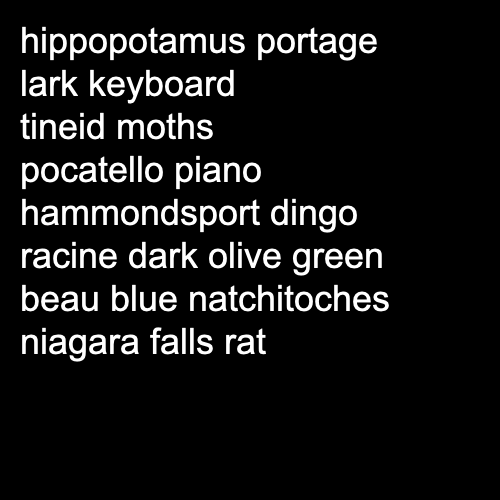 hippopotamus portage
lark keyboard
tineid moths
pocatello piano
hammondsport dingo
racine dark olive green
beau blue natchitoches
niagara falls rat